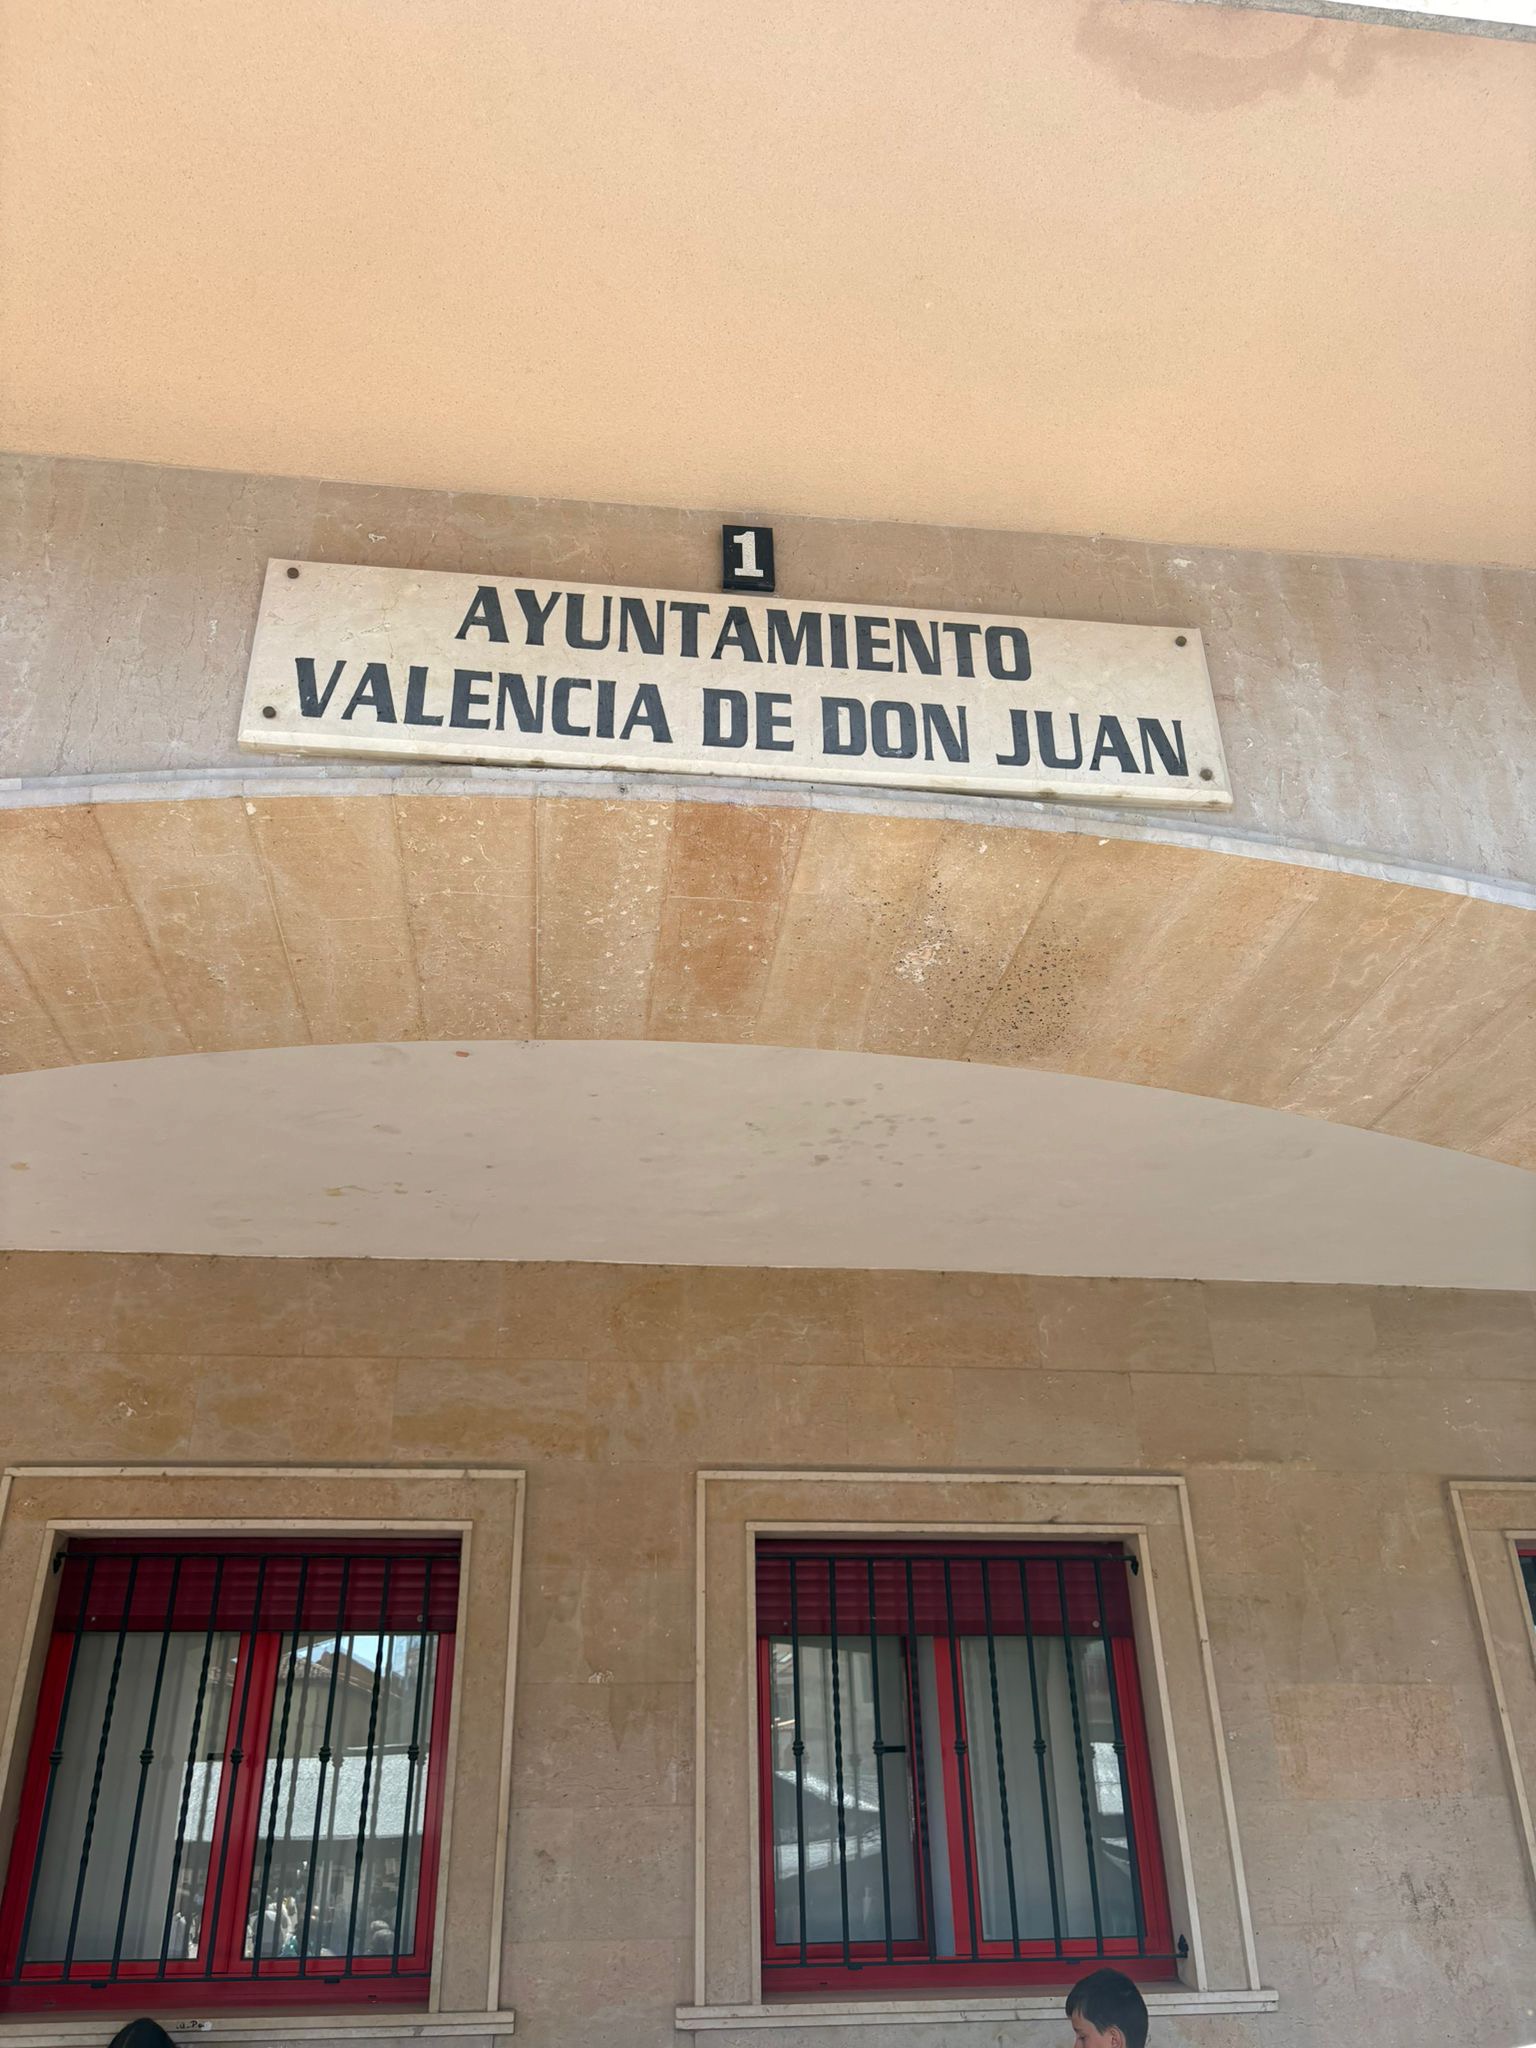 1
AYUNTAMIENTO
VALENCIA DE DON JUAN